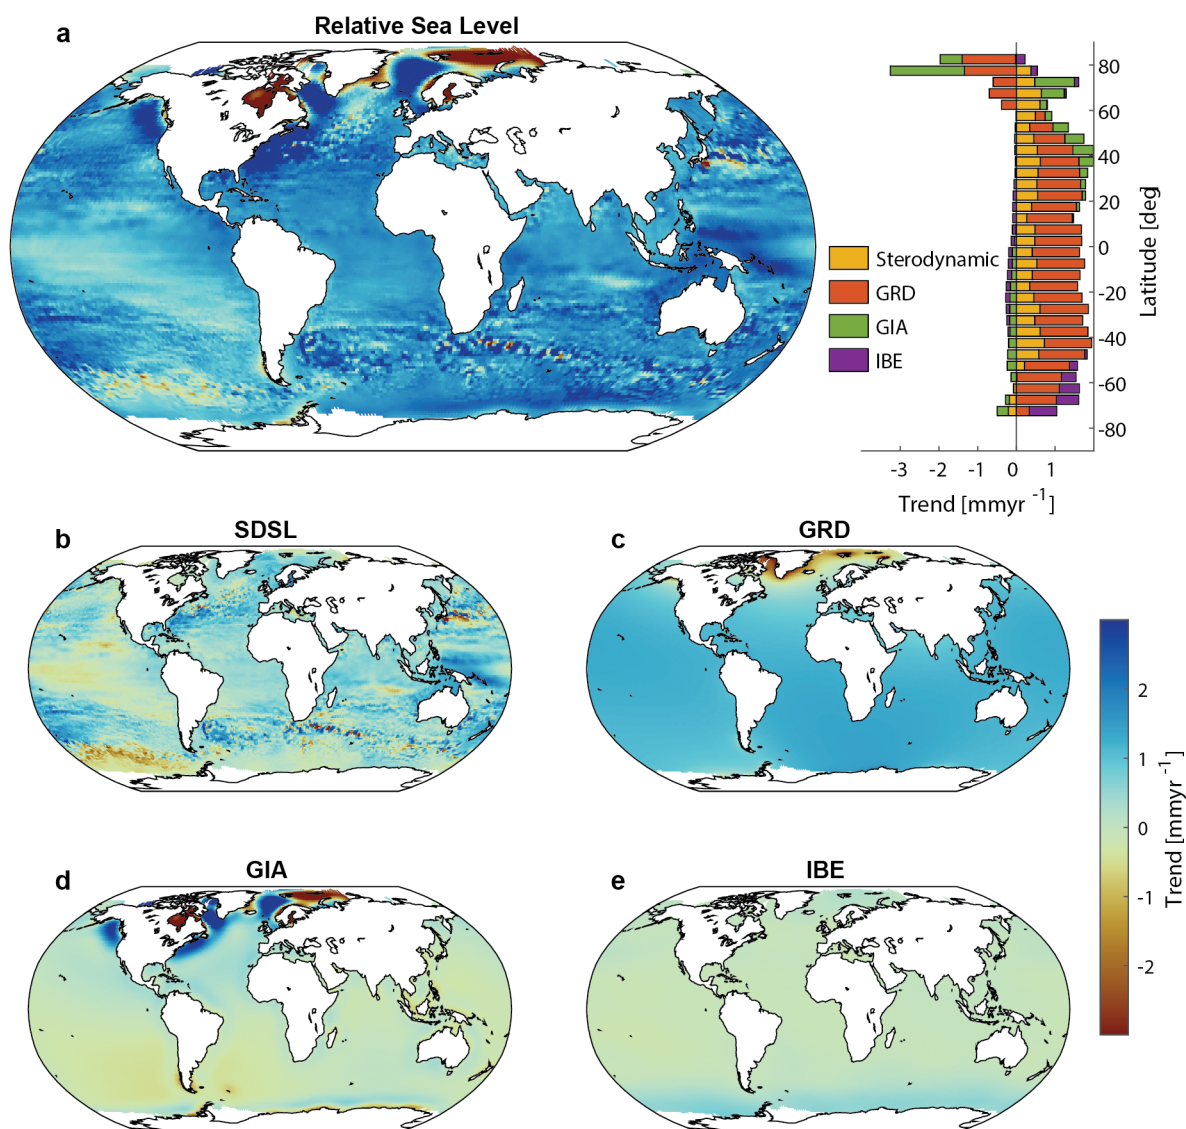 a
Relative Sea Level
80
60
40
20
0
-20
-40
-60
-80
Latitude [deg]
Sterodynamic
GRD
GIA
IBE
-3 -2 -1 0 1
Trend [mmyr -1]
b
SDSL
c
GRD
2
1
0
-1
-2
Trend [mmyr -1]
d
GIA
e
IBE